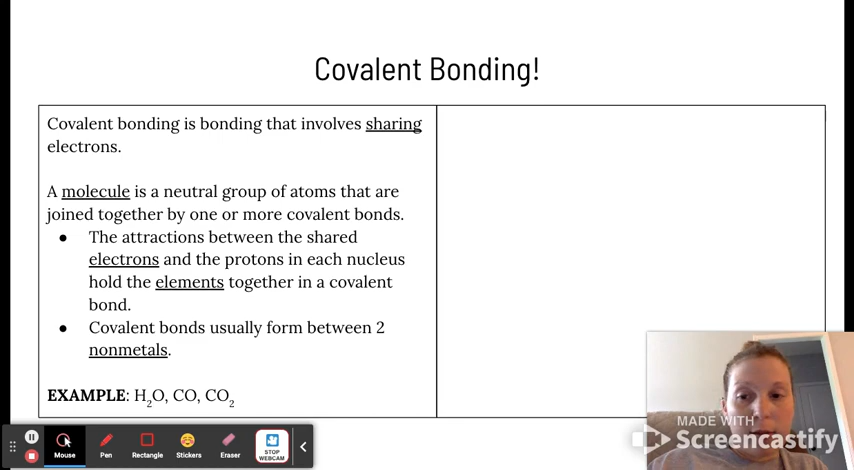 Covalent Bonding!
Covalent bonding is bonding that involves sharing
electrons.
A molecule is a neutral group of atoms that are
joined together by one or more covalent bonds.
● The attractions between the shared
electrons and the protons in each nucleus
hold the elements together in a covalent
bond.
● Covalent bonds usually form between 2
nonmetals.
EXAMPLE: H₂O, CO, CO₂
Mouse
Pen
Rectangle
Stickers
Eraser
STOP
WEBCAM
MADE WITH
Screencastify